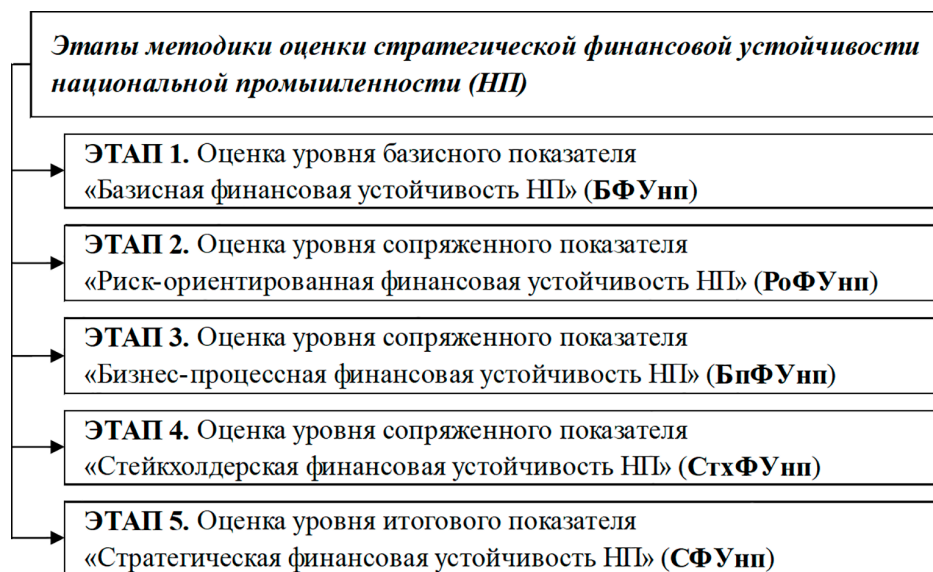 Этапы методики оценки стратегической финансовой устойчивости
национальной промышленности (НП)
ЭТАП 1. Оценка уровня базисного показателя
«Базисная финансовая устойчивость НП» (БФУнп)
ЭТАП 2. Оценка уровня сопряженного показателя
«Риск-ориентированная финансовая устойчивость НП» (РоФУнп)
ЭТАП 3. Оценка уровня сопряженного показателя
«Бизнес-процессная финансовая устойчивость НП» (БпФУнп)
ЭТАП 4. Оценка уровня сопряженного показателя
«Стейкхолдерская финансовая устойчивость НП» (СтхФУнп)
ЭТАП 5. Оценка уровня итогового показателя
«Стратегическая финансовая устойчивость НП» (СФУнп)